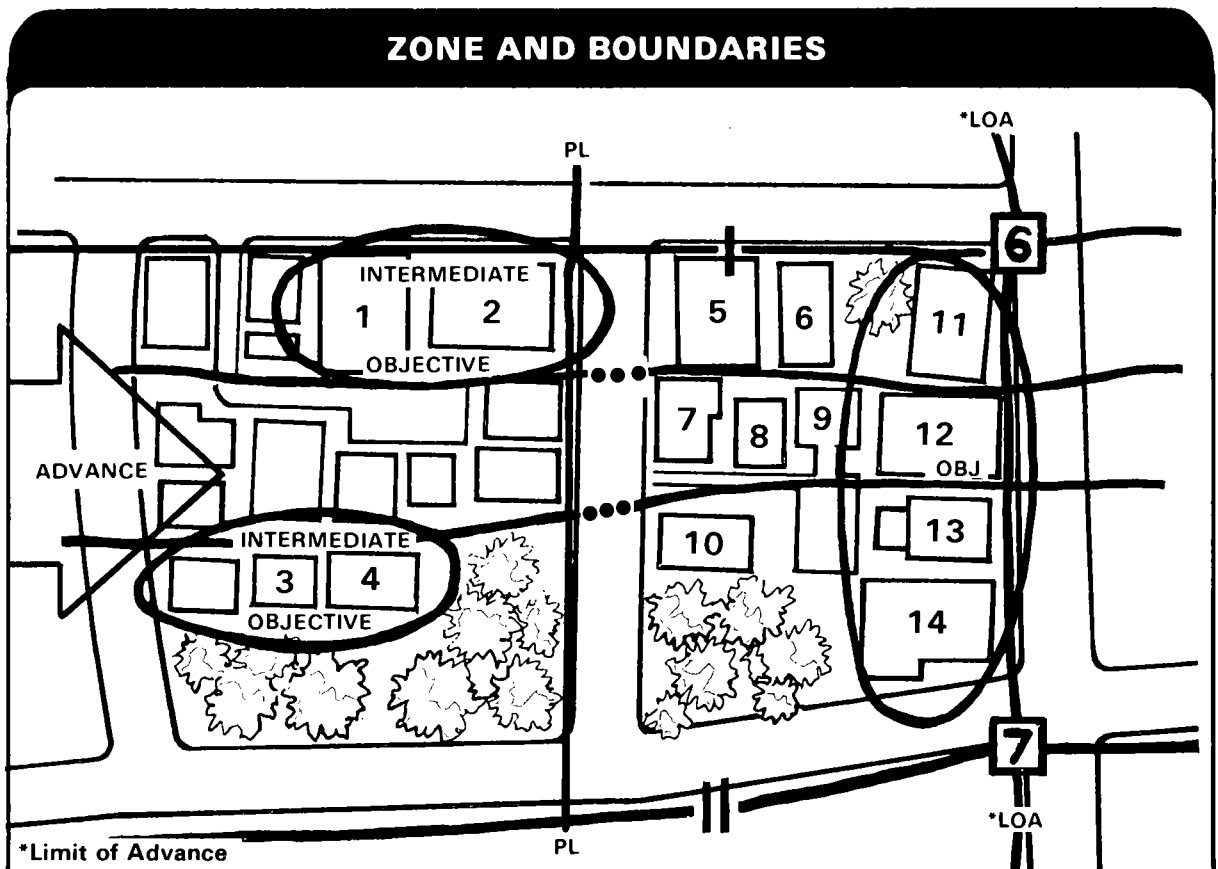 ZONE AND BOUNDARIES
*LOA
PL
6
INTERMEDIATE
1
2
5
6
11
OBJECTIVE
7
8
9
12
ADVANCE
OBJ
INTERMEDIATE
10
13
3
4
OBJECTIVE
14
7
*LOA
PL
*Limit of Advance